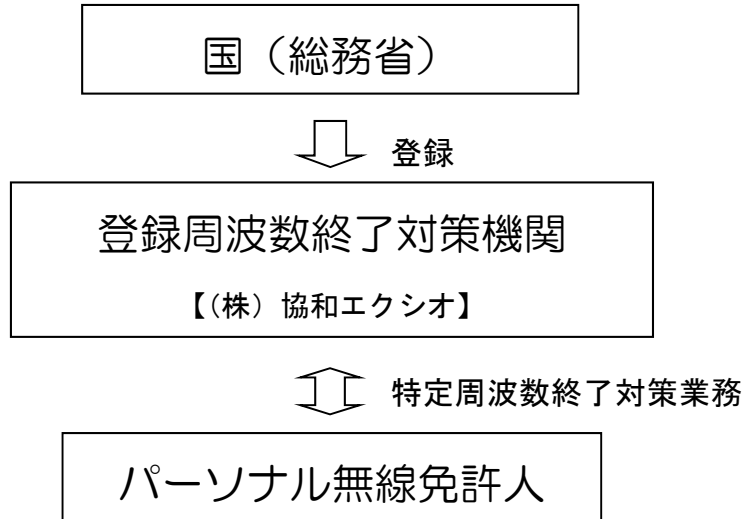 国（総務省）
登録
登録周波数終了対策機関
【（株）協和エクシオ】
特定周波数終了対策業務
パーソナル無線免許人